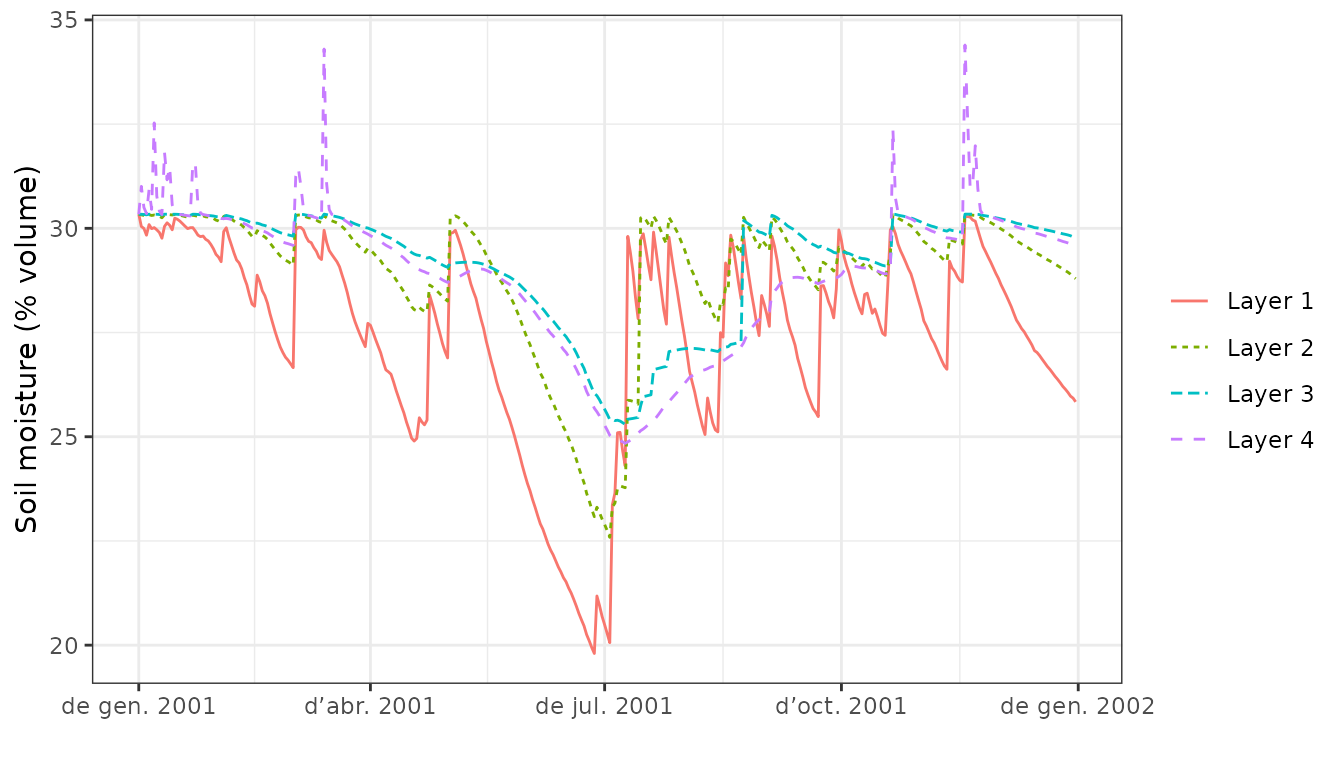 Soil moisture (% volume)
35
30
25
20
de gen. 2001
d’abr. 2001
de jul. 2001
d’oct. 2001
de gen. 2002
Layer 1
Layer 2
Layer 3
Layer 4